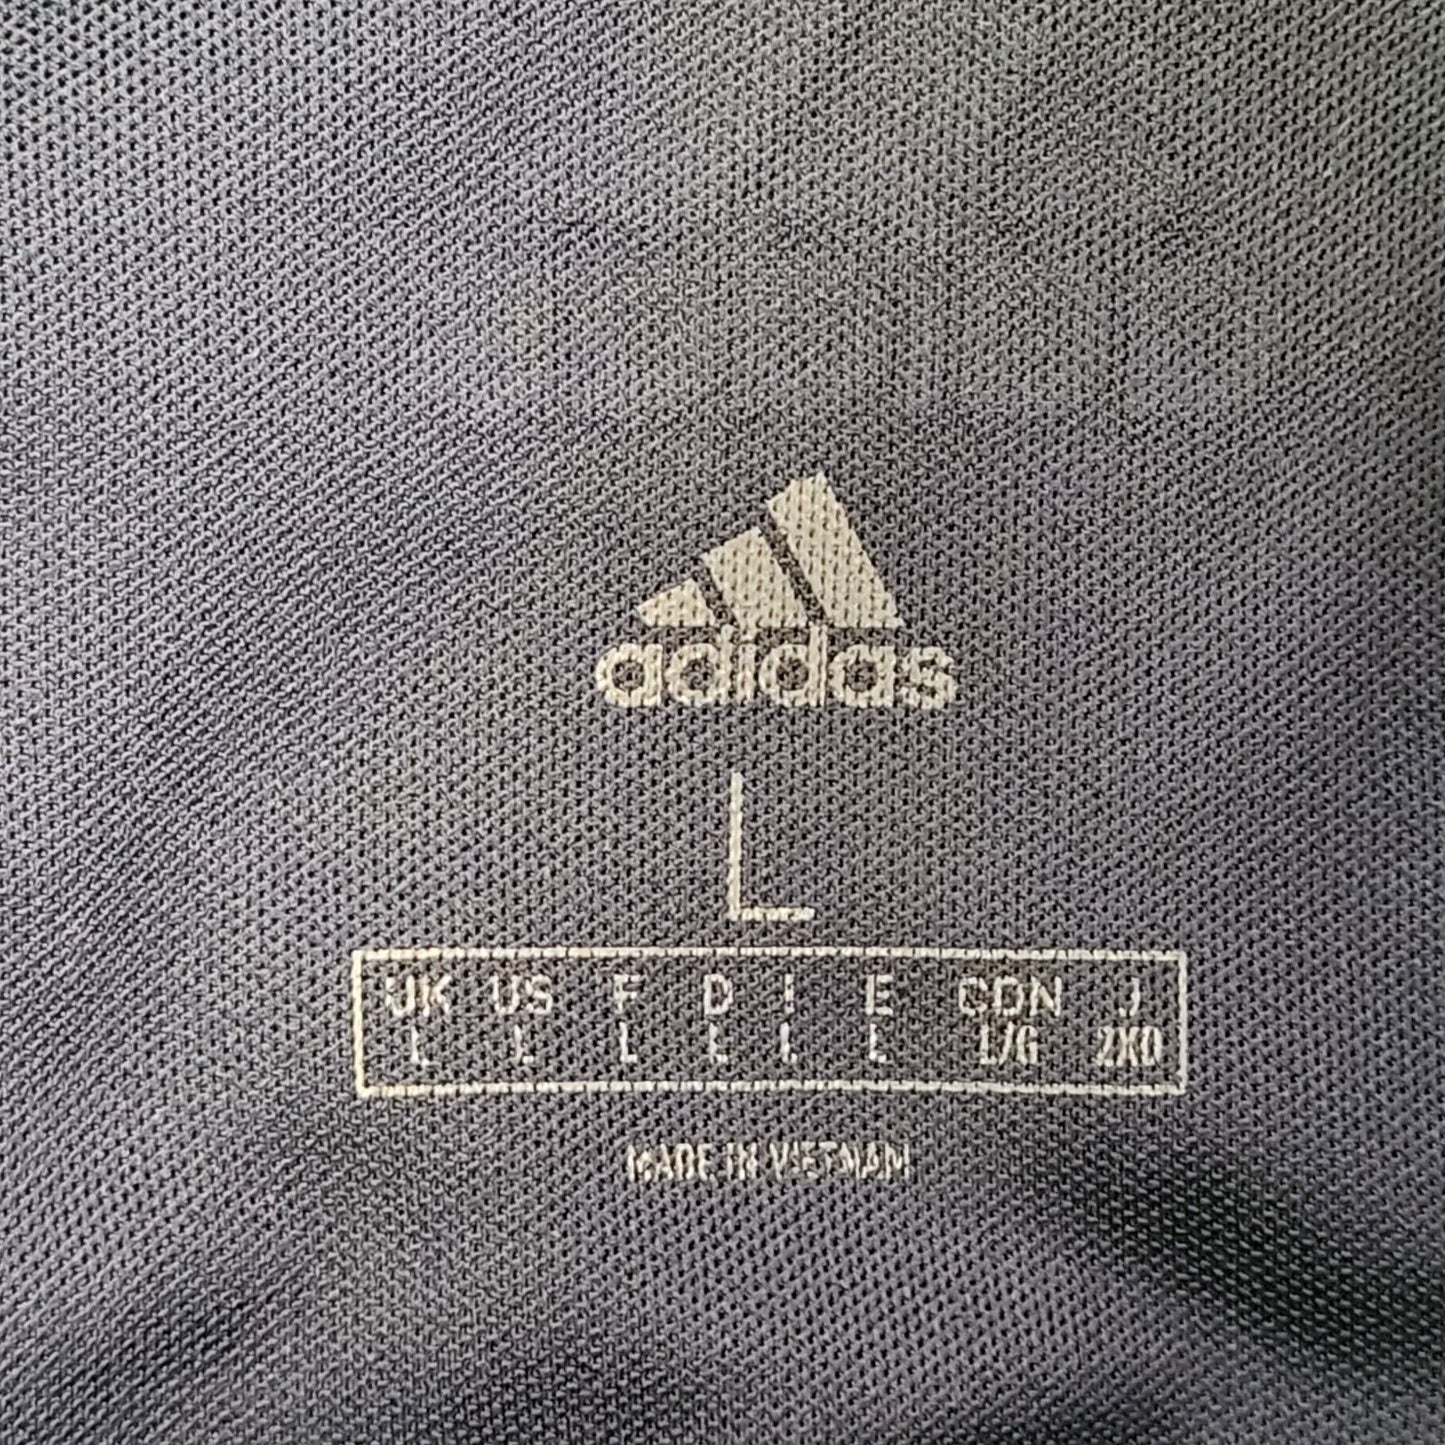 adidas
L
UK US F D I E CDN J
L L L L L L L/G 2XO
MADE IN VIETNAM